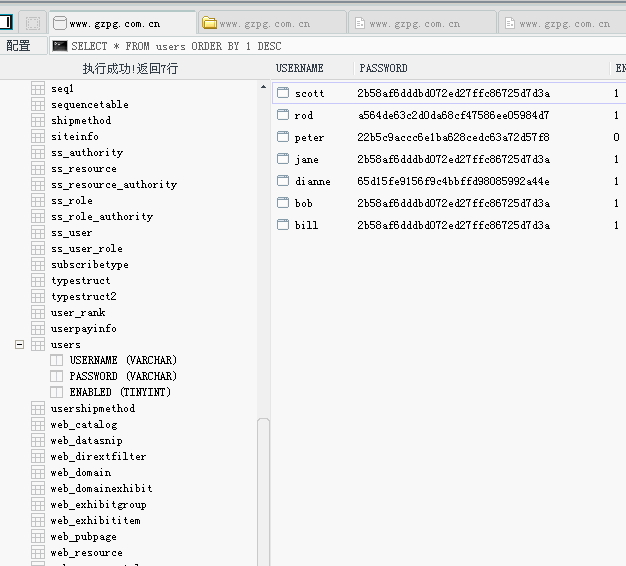 www.gzpg.com.cn www.gzpg.com.cn www.gzpg.com.cn www.gzpg.com.cn
配置 SELECT * FROM users ORDER BY 1 DESC
执行成功!返回7行
seq1
sequencetable
shipmethod
siteinfo
ss_authority
ss_resource
ss_resource_authority
ss_role
ss_role_authority
ss_user
ss_user_role
subscribetype
typestruct
typestruct2
user_rank
userpayinfo
users
USERNAME (VARCHAR)
PASSWORD (VARCHAR)
ENABLED (TINYINT)
usershipmethod
web_catalog
web_datasnip
web_dirextfilter
web_domain
web_domainexhibit
web_exhibitgroup
web_exhibititem
web_pubpage
web_resource
USERNAME PASSWORD EN
scott 2b58af6dddbd072ed27ffc86725d7d3a 1
rod a564de63c2d0da68cf47586ee05984d7 1
peter 22b5c9accc6e1ba628cedc63a72d57f8 0
jane 2b58af6dddbd072ed27ffc86725d7d3a 1
dianne 65d15fe9156f9c4bbffd98085992a44e 1
bob 2b58af6dddbd072ed27ffc86725d7d3a 1
bill 2b58af6dddbd072ed27ffc86725d7d3a 1